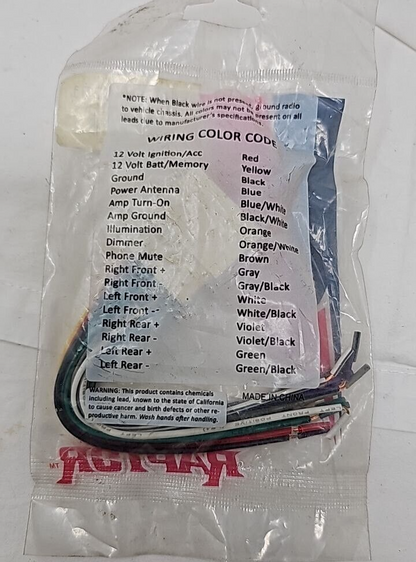 *NOTE: When Black wire is not present, ground radio
to vehicle chassis. All colors may not be present on all
leads due to manufacturer's specifications.
WIRING COLOR CODE
12 Volt Ignition/Acc Red
12 Volt Batt/Memory Yellow
Ground Black
Power Antenna Blue
Amp Turn-On Blue/White
Amp Ground Black/White
Illumination Orange
Dimmer Orange/White
Phone Mute Brown
Right Front + Gray
Right Front - Gray/Black
Left Front + White
Left Front - White/Black
Right Rear + Violet
Right Rear - Violet/Black
Left Rear + Green
Left Rear - Green/Black
WARNING: This product contains chemicals
including lead, known to the state of California
to cause cancer and birth defects or other re-
productive harm. Wash hands after handling.
MADE IN CHINA
RAPTOR TM